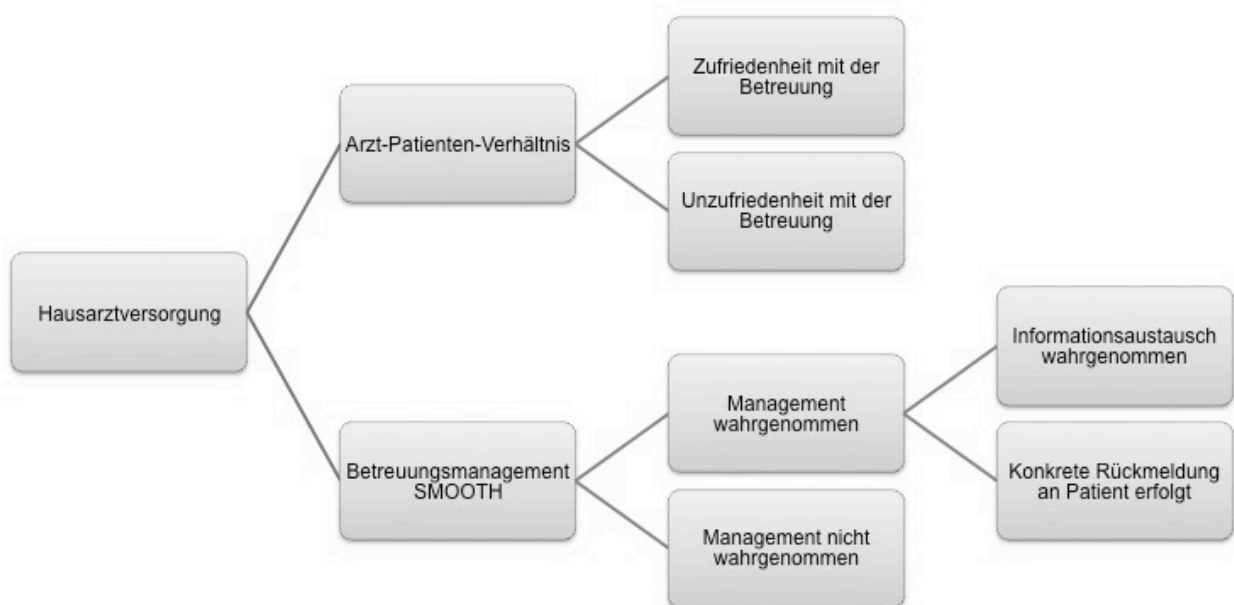 Zufriedenheit mit der
Betreuung
Arzt-Patienten-Verhältnis
Unzufriedenheit mit der
Betreuung
Hausarztversorgung
Informationsaustausch
wahrgenommen
Management
wahrgenommen
Betreuungsmanagement
SMOOTH
Konkrete Rückmeldung
an Patient erfolgt
Management nicht
wahrgenommen